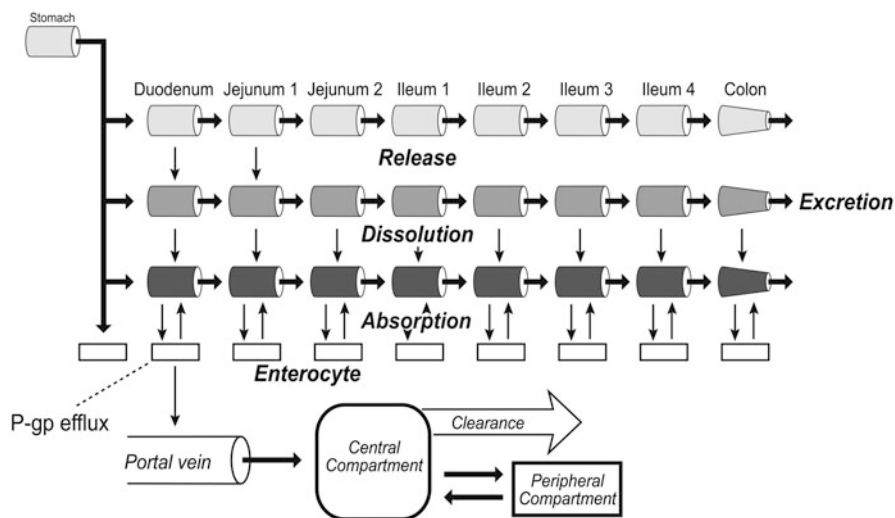 Stomach
Duodenum Jejunum 1 Jejunum 2 Ileum 1 Ileum 2 Ileum 3 Ileum 4 Colon
Release
Excretion
Dissolution
Absorption
Enterocyte
P-gp efflux
Clearance
Portal vein
Central
Compartment
Peripheral
Compartment